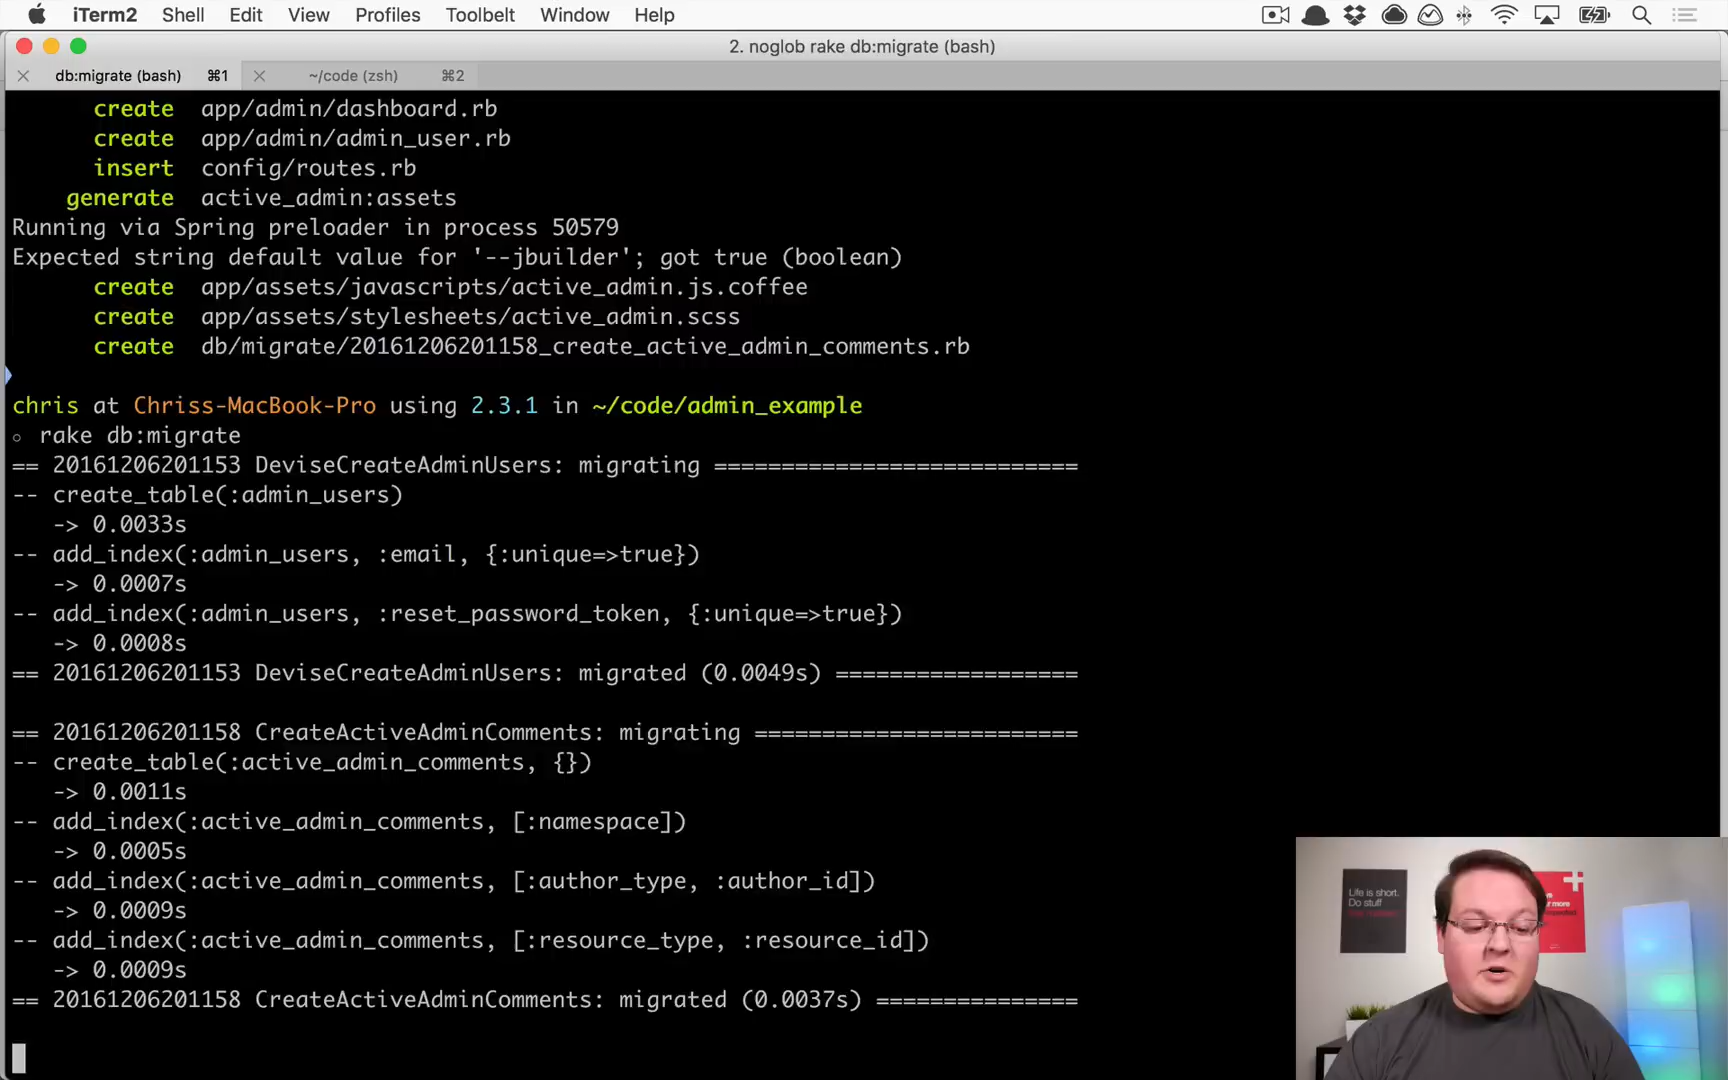 iTerm2 Shell Edit View Profiles Toolbelt Window Help
2. noglob rake db:migrate (bash)
db:migrate (bash) ⌘1 ~/code (zsh) ⌘2
create app/admin/dashboard.rb
create app/admin/admin_user.rb
insert config/routes.rb
generate active_admin:assets
Running via Spring preloader in process 50579
Expected string default value for '--jbuilder'; got true (boolean)
create app/assets/javascripts/active_admin.js.coffee
create app/assets/stylesheets/active_admin.scss
create db/migrate/20161206201158_create_active_admin_comments.rb
chris at Chriss-MacBook-Pro using 2.3.1 in ~/code/admin_example
○ rake db:migrate
== 20161206201153 DeviseCreateAdminUsers: migrating ===========================
-- create_table(:admin_users)
-> 0.0033s
-- add_index(:admin_users, :email, {:unique=>true})
-> 0.0007s
-- add_index(:admin_users, :reset_password_token, {:unique=>true})
-> 0.0008s
== 20161206201153 DeviseCreateAdminUsers: migrated (0.0049s) ==================
== 20161206201158 CreateActiveAdminComments: migrating ========================
-- create_table(:active_admin_comments, {})
-> 0.0011s
-- add_index(:active_admin_comments, [:namespace])
-> 0.0005s
-- add_index(:active_admin_comments, [:author_type, :author_id])
-> 0.0009s
-- add_index(:active_admin_comments, [:resource_type, :resource_id])
-> 0.0009s
== 20161206201158 CreateActiveAdminComments: migrated (0.0037s) ===============
Life is short.
Do stuff